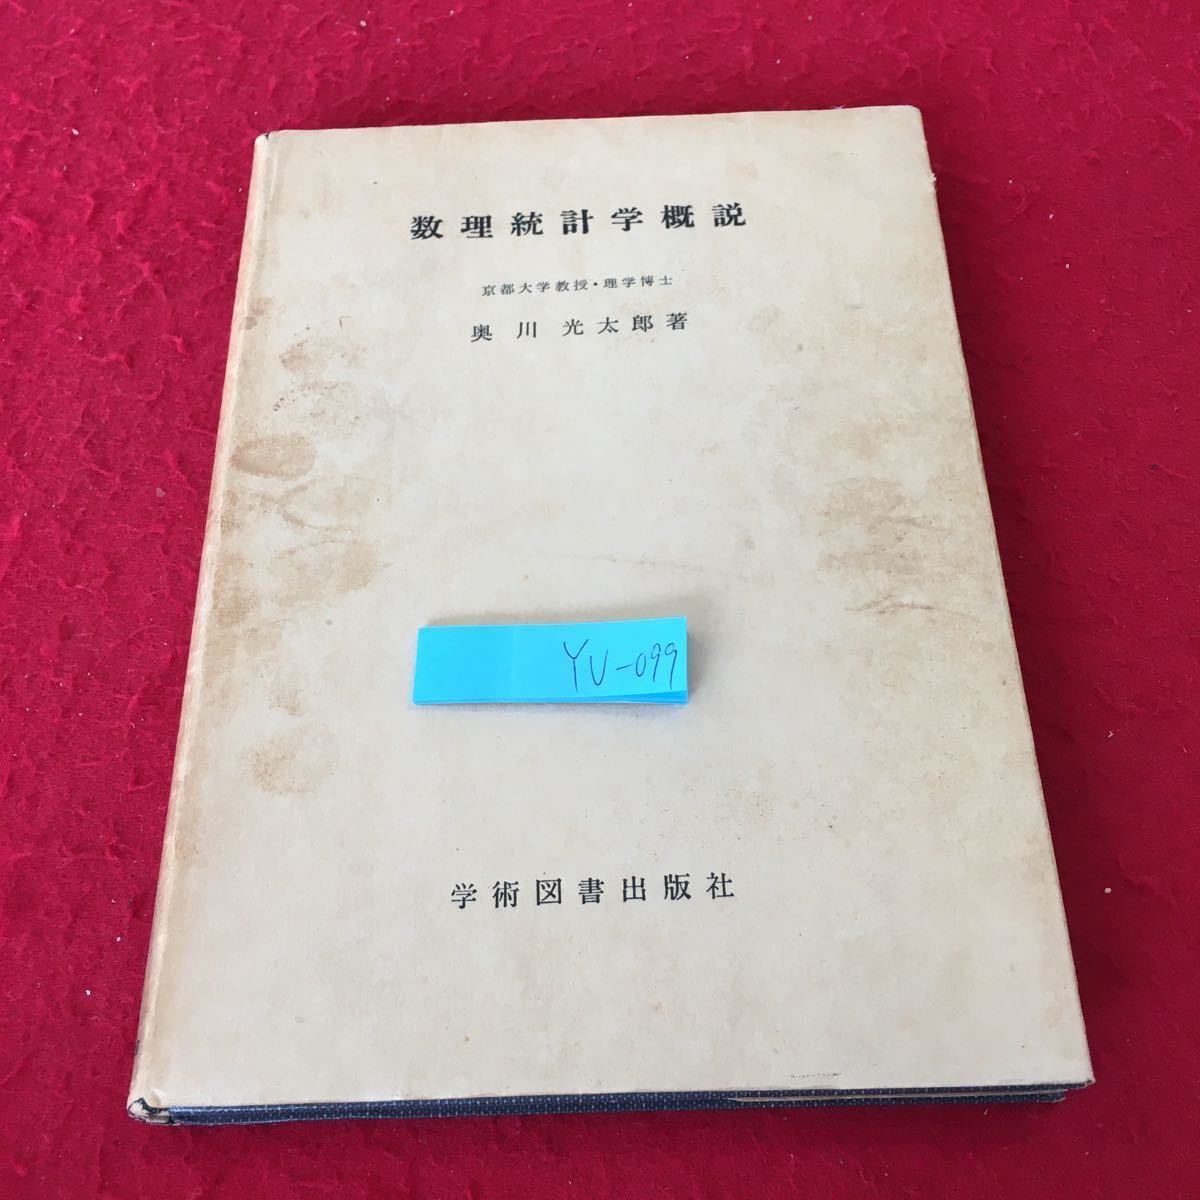 数理統計学概説
京都大学教授・理学博士
奥川光太郎著
YU-099
学術図書出版社